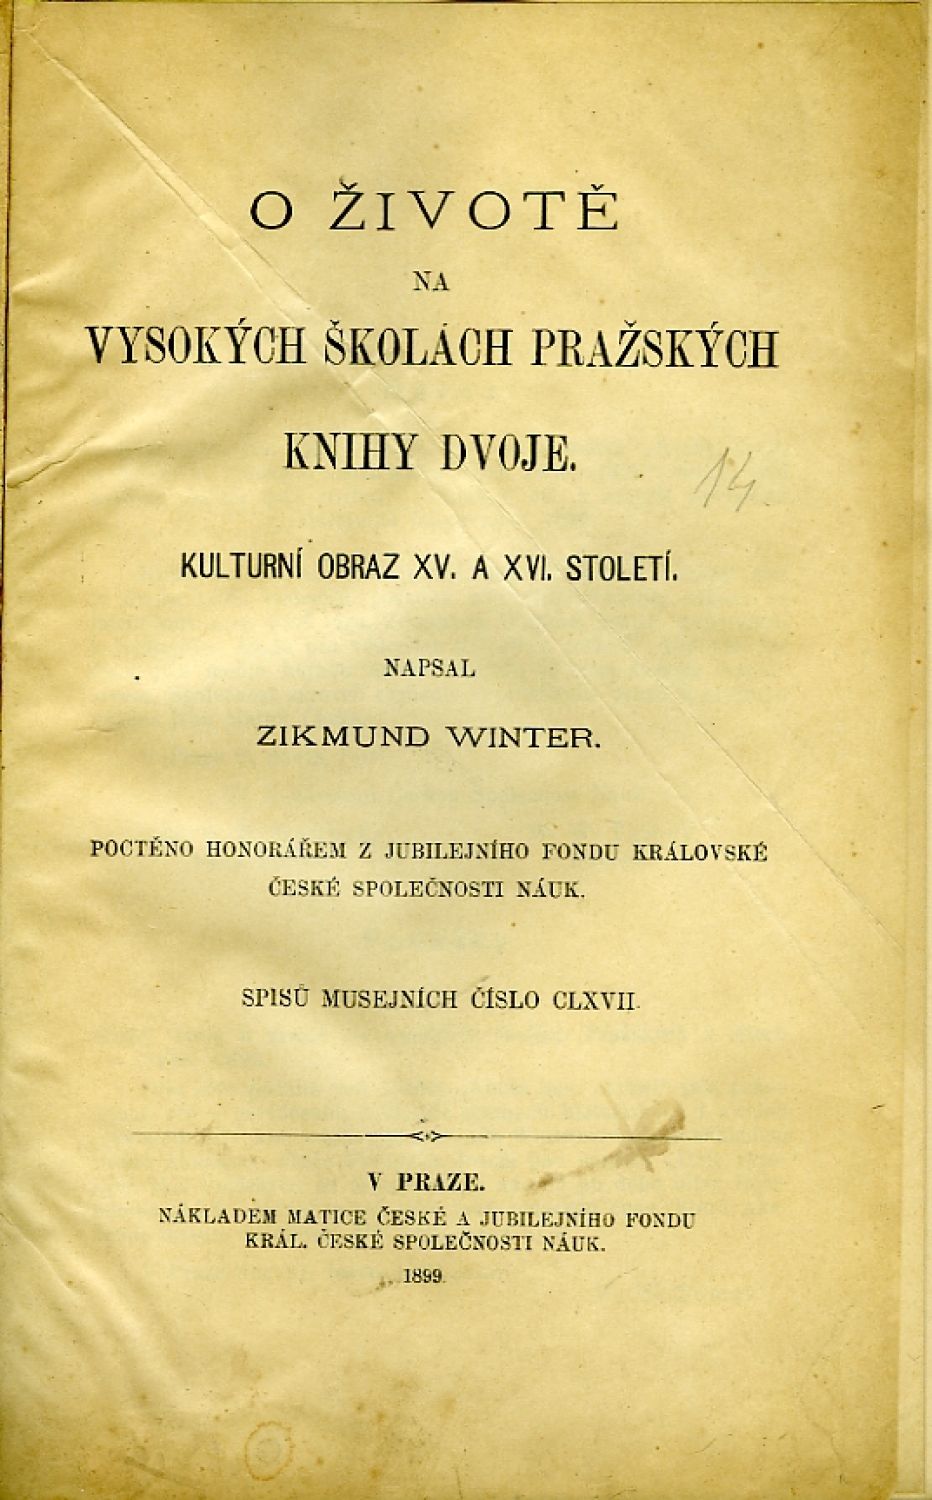 O ŽIVOTĚ
NA
VYSOKÝCH ŠKOLÁCH PRAŽSKÝCH
KNIHY DVOJE.
14
KULTURNÍ OBRAZ XV. A XVI. STOLETÍ.
NAPSAL
ZIKMUND WINTER.
POCTĚNO HONORÁŘEM Z JUBILEJNÍHO FONDU KRÁLOVSKÉ
ČESKÉ SPOLEČNOSTI NÁUK.
SPISŮ MUSEJNÍCH ČÍSLO CLXVII.
V PRAZE.
NÁKLADEM MATICE ČESKÉ A JUBILEJNÍHO FONDU
KRÁL. ČESKÉ SPOLEČNOSTI NÁUK.
1899.